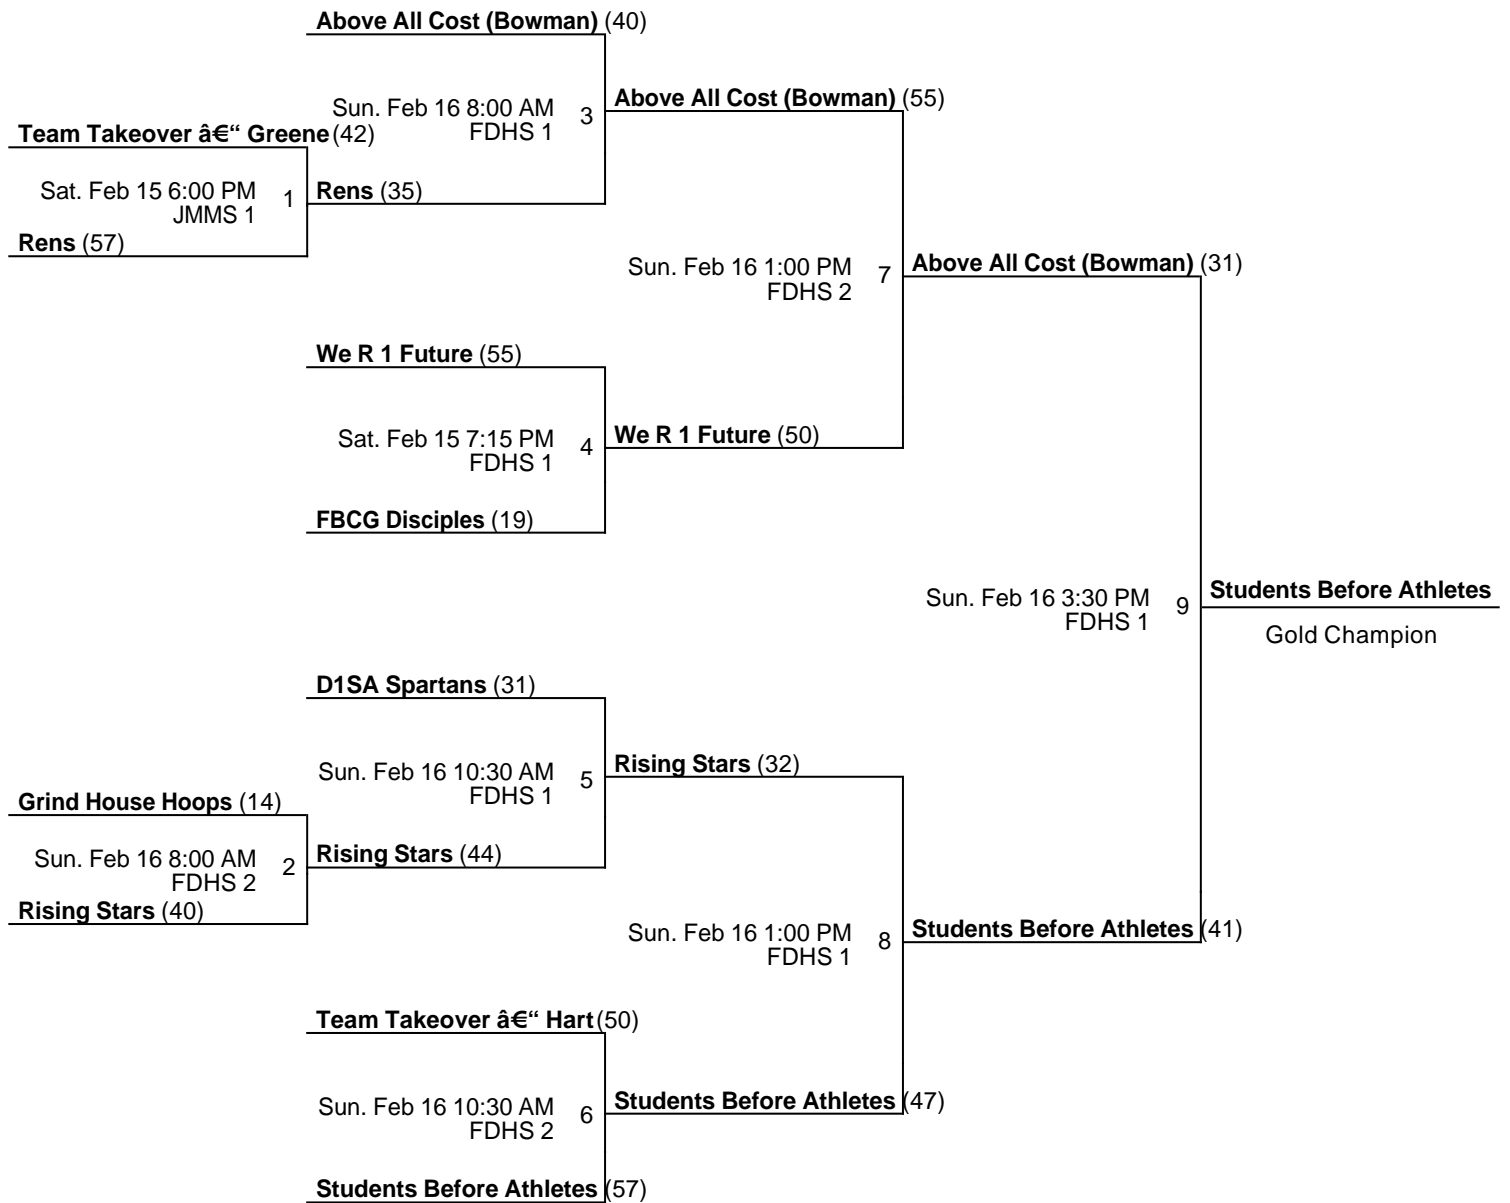 Above All Cost (Bowman) (40)
Sun. Feb 16 8:00 AM
FDHS 1
3
Above All Cost (Bowman) (55)
Team Takeover â€“ Greene (42)
Sat. Feb 15 6:00 PM
JMMS 1
1
Rens (35)
Rens (57)
Sun. Feb 16 1:00 PM
FDHS 2
7
Above All Cost (Bowman) (31)
We R 1 Future (55)
Sat. Feb 15 7:15 PM
FDHS 1
4
We R 1 Future (50)
FBCG Disciples (19)
Sun. Feb 16 3:30 PM
FDHS 1
9
Students Before Athletes
Gold Champion
D1SA Spartans (31)
Sun. Feb 16 10:30 AM
FDHS 1
5
Rising Stars (32)
Grind House Hoops (14)
Sun. Feb 16 8:00 AM
FDHS 2
2
Rising Stars (44)
Rising Stars (40)
Sun. Feb 16 1:00 PM
FDHS 1
8
Students Before Athletes (41)
Team Takeover â€“ Hart (50)
Sun. Feb 16 10:30 AM
FDHS 2
6
Students Before Athletes (47)
Students Before Athletes (57)